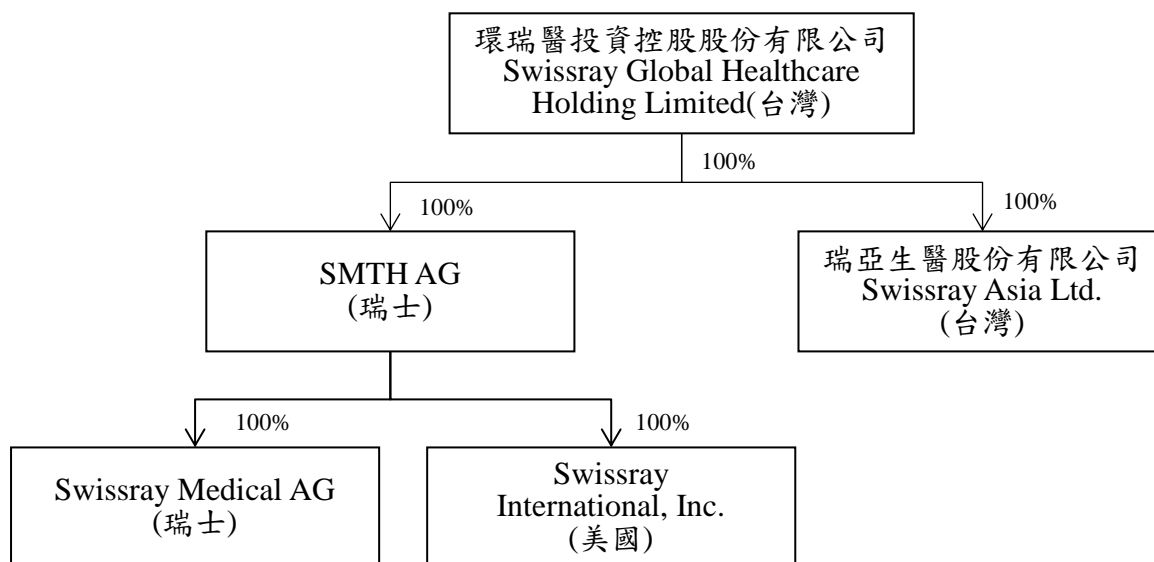 環瑞醫投資控股股份有限公司
Swissray Global Healthcare
Holding Limited(台灣)
100%
100%
100%
SMTH AG
(瑞士)
瑞亞生醫股份有限公司
Swissray Asia Ltd.
(台灣)
100%
100%
Swissray Medical AG
(瑞士)
Swissray
International, Inc.
(美國)